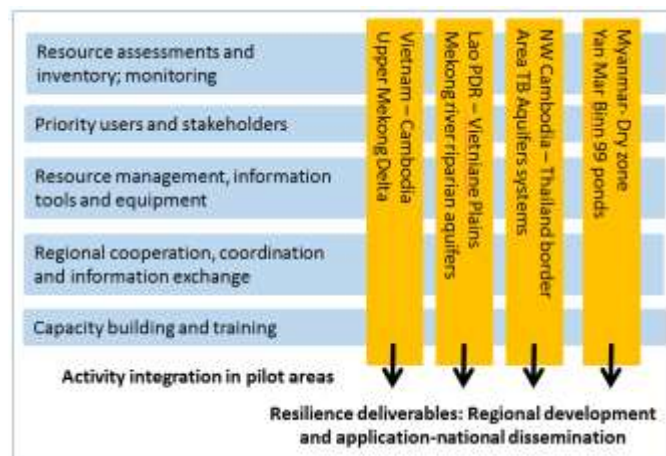 Resource assessments and
inventory; monitoring
Priority users and stakeholders
Resource management, information
tools and equipment
Regional cooperation, coordination
and information exchange
Capacity building and training
Vietnam – Cambodia
Upper Mekong Delta
Lao PDR – Vietniane Plains
Mekong river riparian aquifers
NW Cambodia – Thailand border
Area TB Aquifers systems
Myanmar- Dry zone
Yan Mar Binn 99 ponds
Activity integration in pilot areas
Resilience deliverables: Regional development
and application-national dissemination